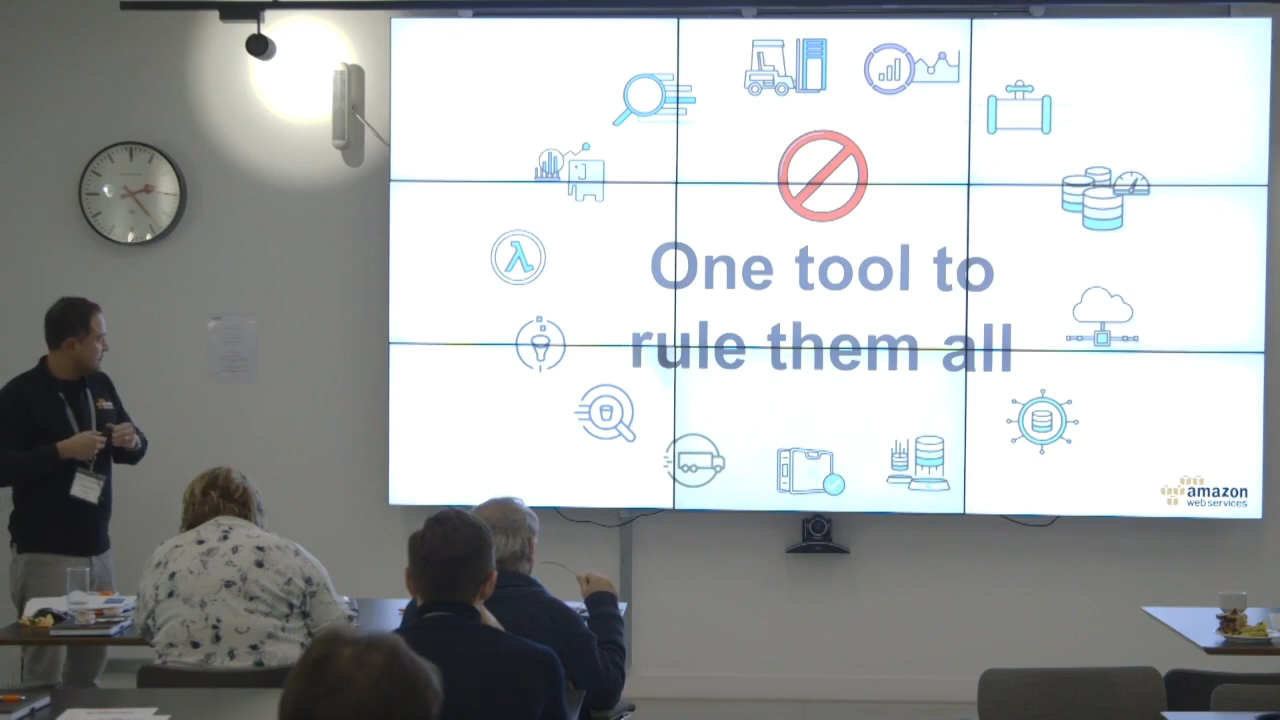 One tool to
rule them all
amazon
web services